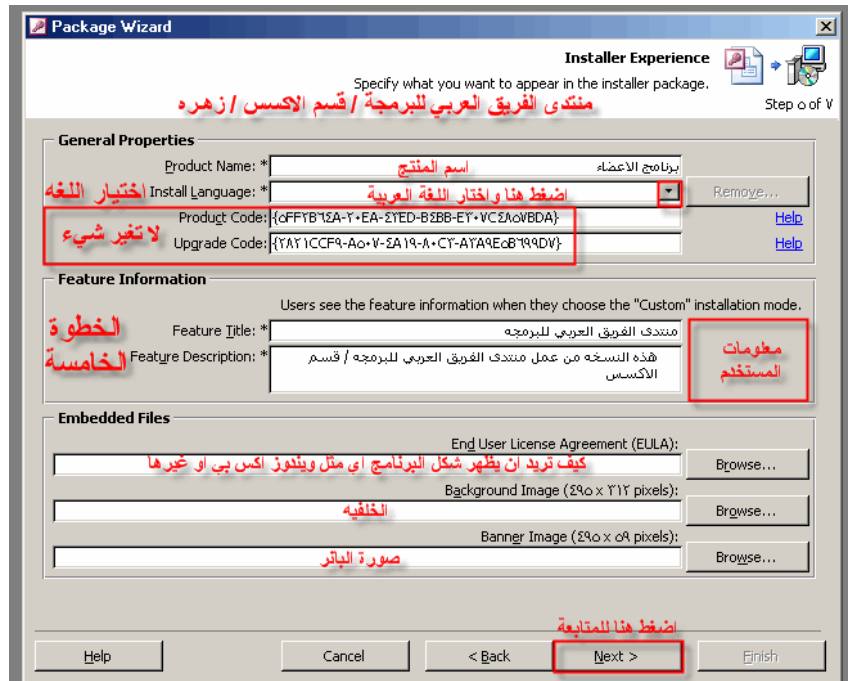 Package Wizard
Installer Experience
Specify what you want to appear in the installer package.
منتدى الفريق العربي للبرمجة / قسم الاكسس / زهره
Step ٥ of ٧
General Properties
Product Name: * اسم المنتج برنامج الاعضاء
اختيار اللغه Install Language: * اضغط هنا واختار اللغة العربية Remove...
Product Code: {٥FF٢B٦٤A-٢٠EA-٤٢ED-B٤BB-E٢٠٧C٤٨٥٧BDA} Help
لا تغير شيء
Upgrade Code: {٢٨٢١CCF٩-A٥٠٧-٤A١٩-٨٠C٢-A٢A٩E٥B٦٩٩D٧} Help
Feature Information
Users see the feature information when they choose the "Custom" installation mode.
الخطوة Feature Title: * منتدى الفريق العربي للبرمجه
معلومات
الخامسة Feature Description: * هذه النسخه من عمل منتدى الفريق العربي للبرمجه / قسم
المستخدم
الاكسس
Embedded Files
End User License Agreement (EULA):
كيف تريد ان يظهر شكل البرنامج اي مثل ويندوز اكس بي او غيرها Browse...
Background Image (٤٩٥ x ٣١٢ pixels):
الخلفيه Browse...
Banner Image (٤٩٥ x ٥٩ pixels):
صورة البانر Browse...
اضغط هنا للمتابعة
Help Cancel < Back Next > Finish